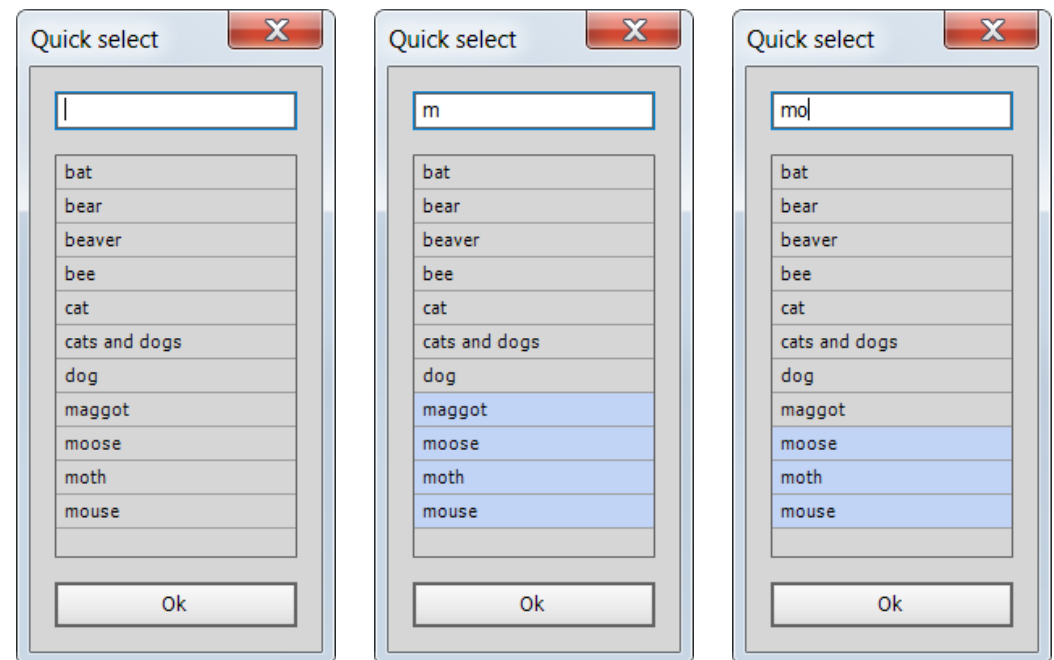 Quick select
X
bat
bear
beaver
bee
cat
cats and dogs
dog
maggot
moose
moth
mouse
Ok
Quick select
X
m
bat
bear
beaver
bee
cat
cats and dogs
dog
maggot
moose
moth
mouse
Ok
Quick select
X
mo
bat
bear
beaver
bee
cat
cats and dogs
dog
maggot
moose
moth
mouse
Ok